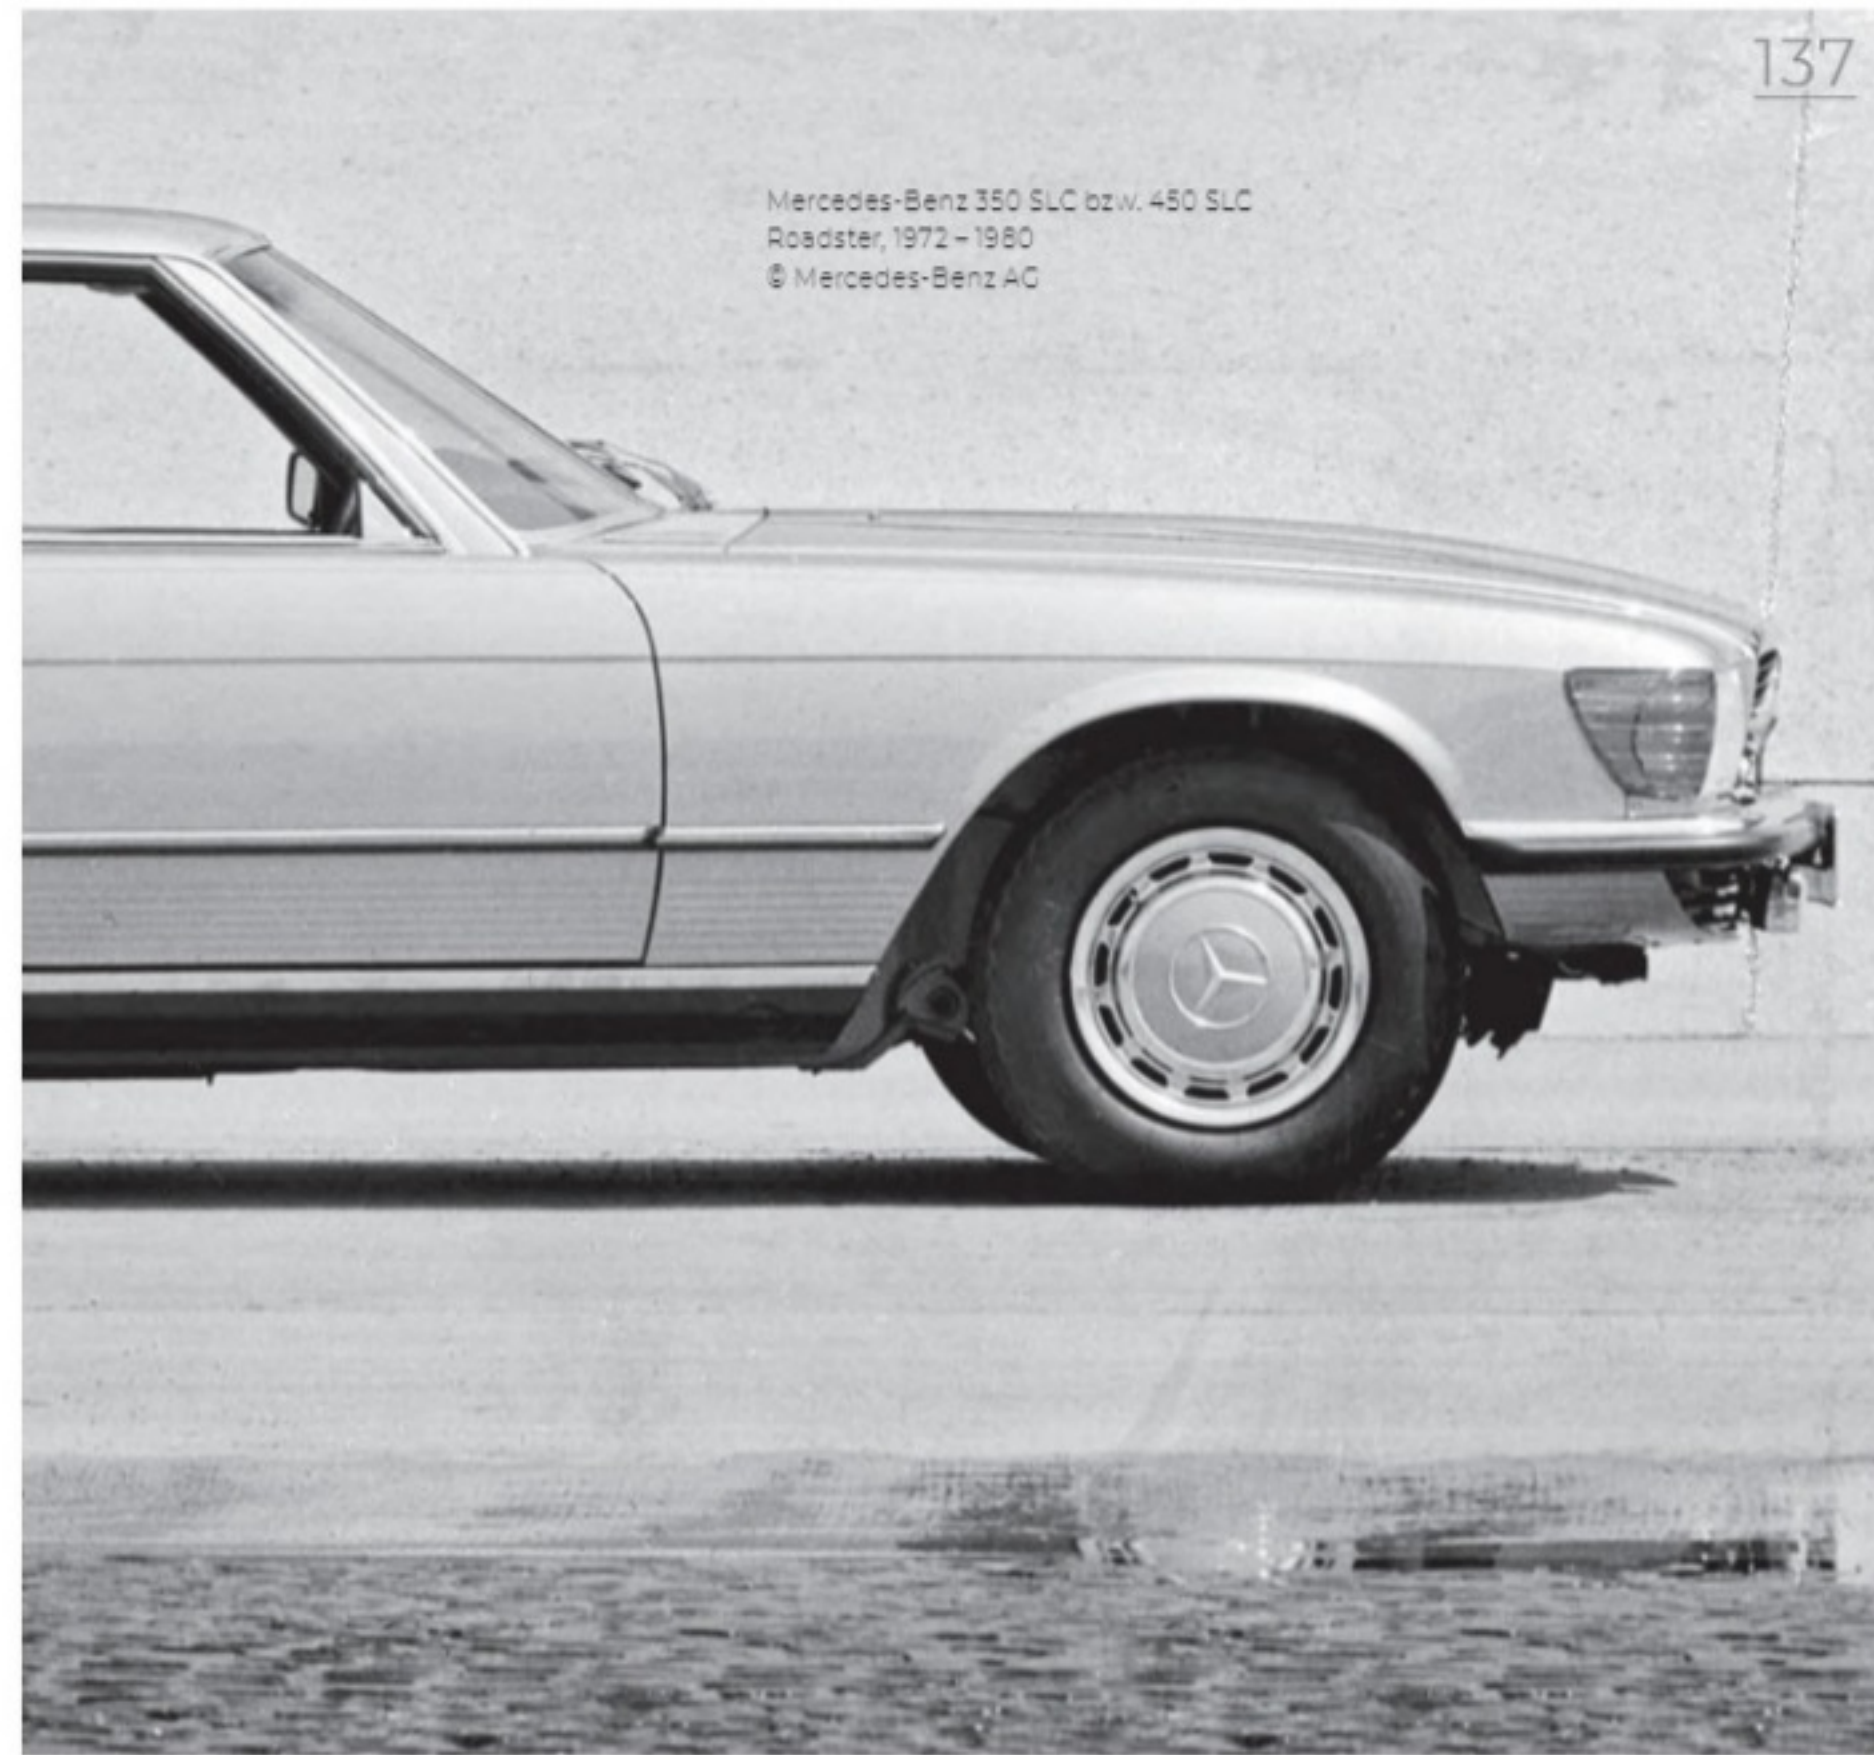 137
Mercedes-Benz 350 SLC bzw. 450 SLC
Roadster, 1972 – 1980
© Mercedes-Benz AG